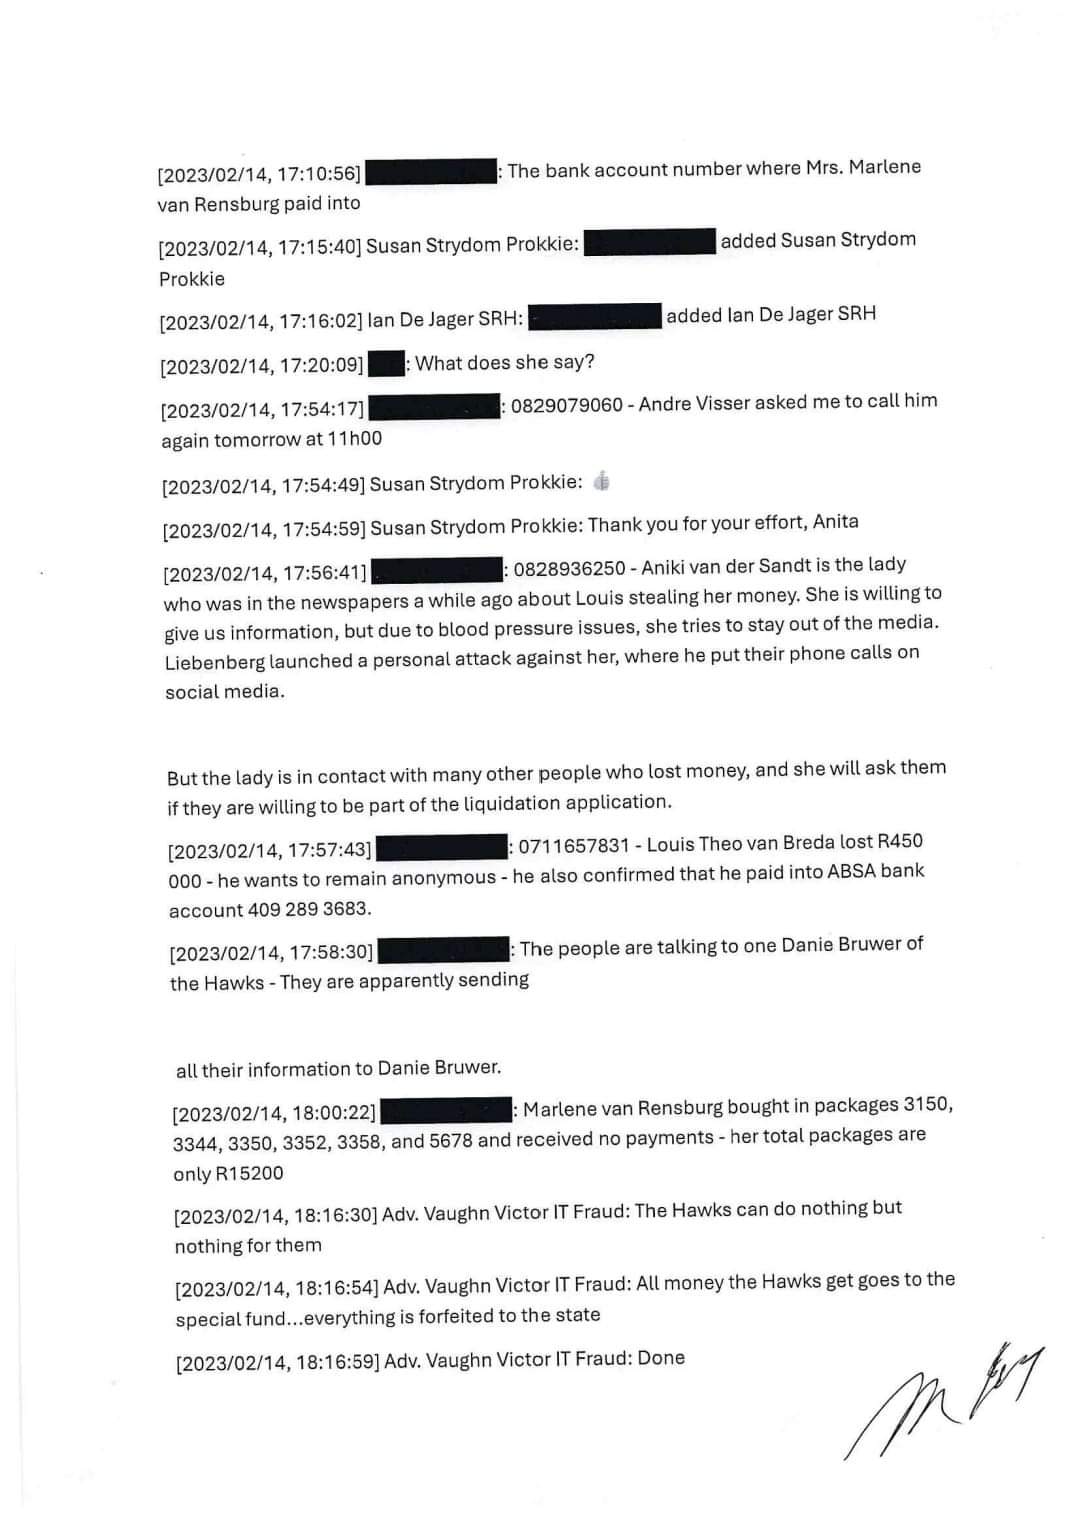 [2023/02/14, 17:10:56] : The bank account number where Mrs. Marlene
van Rensburg paid into
[2023/02/14, 17:15:40] Susan Strydom Prokkie: added Susan Strydom
Prokkie
[2023/02/14, 17:16:02] Ian De Jager SRH: added Ian De Jager SRH
[2023/02/14, 17:20:09] : What does she say?
[2023/02/14, 17:54:17] : 0829079060 - Andre Visser asked me to call him
again tomorrow at 11h00
[2023/02/14, 17:54:49] Susan Strydom Prokkie: 👍
[2023/02/14, 17:54:59] Susan Strydom Prokkie: Thank you for your effort, Anita
[2023/02/14, 17:56:41] : 0828936250 - Aniki van der Sandt is the lady
who was in the newspapers a while ago about Louis stealing her money. She is willing to
give us information, but due to blood pressure issues, she tries to stay out of the media.
Liebenberg launched a personal attack against her, where he put their phone calls on
social media.
But the lady is in contact with many other people who lost money, and she will ask them
if they are willing to be part of the liquidation application.
[2023/02/14, 17:57:43] : 0711657831 - Louis Theo van Breda lost R450
000 - he wants to remain anonymous - he also confirmed that he paid into ABSA bank
account 409 289 3683.
[2023/02/14, 17:58:30] : The people are talking to one Danie Bruwer of
the Hawks - They are apparently sending
all their information to Danie Bruwer.
[2023/02/14, 18:00:22] : Marlene van Rensburg bought in packages 3150,
3344, 3350, 3352, 3358, and 5678 and received no payments - her total packages are
only R15200
[2023/02/14, 18:16:30] Adv. Vaughn Victor IT Fraud: The Hawks can do nothing but
nothing for them
[2023/02/14, 18:16:54] Adv. Vaughn Victor IT Fraud: All money the Hawks get goes to the
special fund...everything is forfeited to the state
[2023/02/14, 18:16:59] Adv. Vaughn Victor IT Fraud: Done